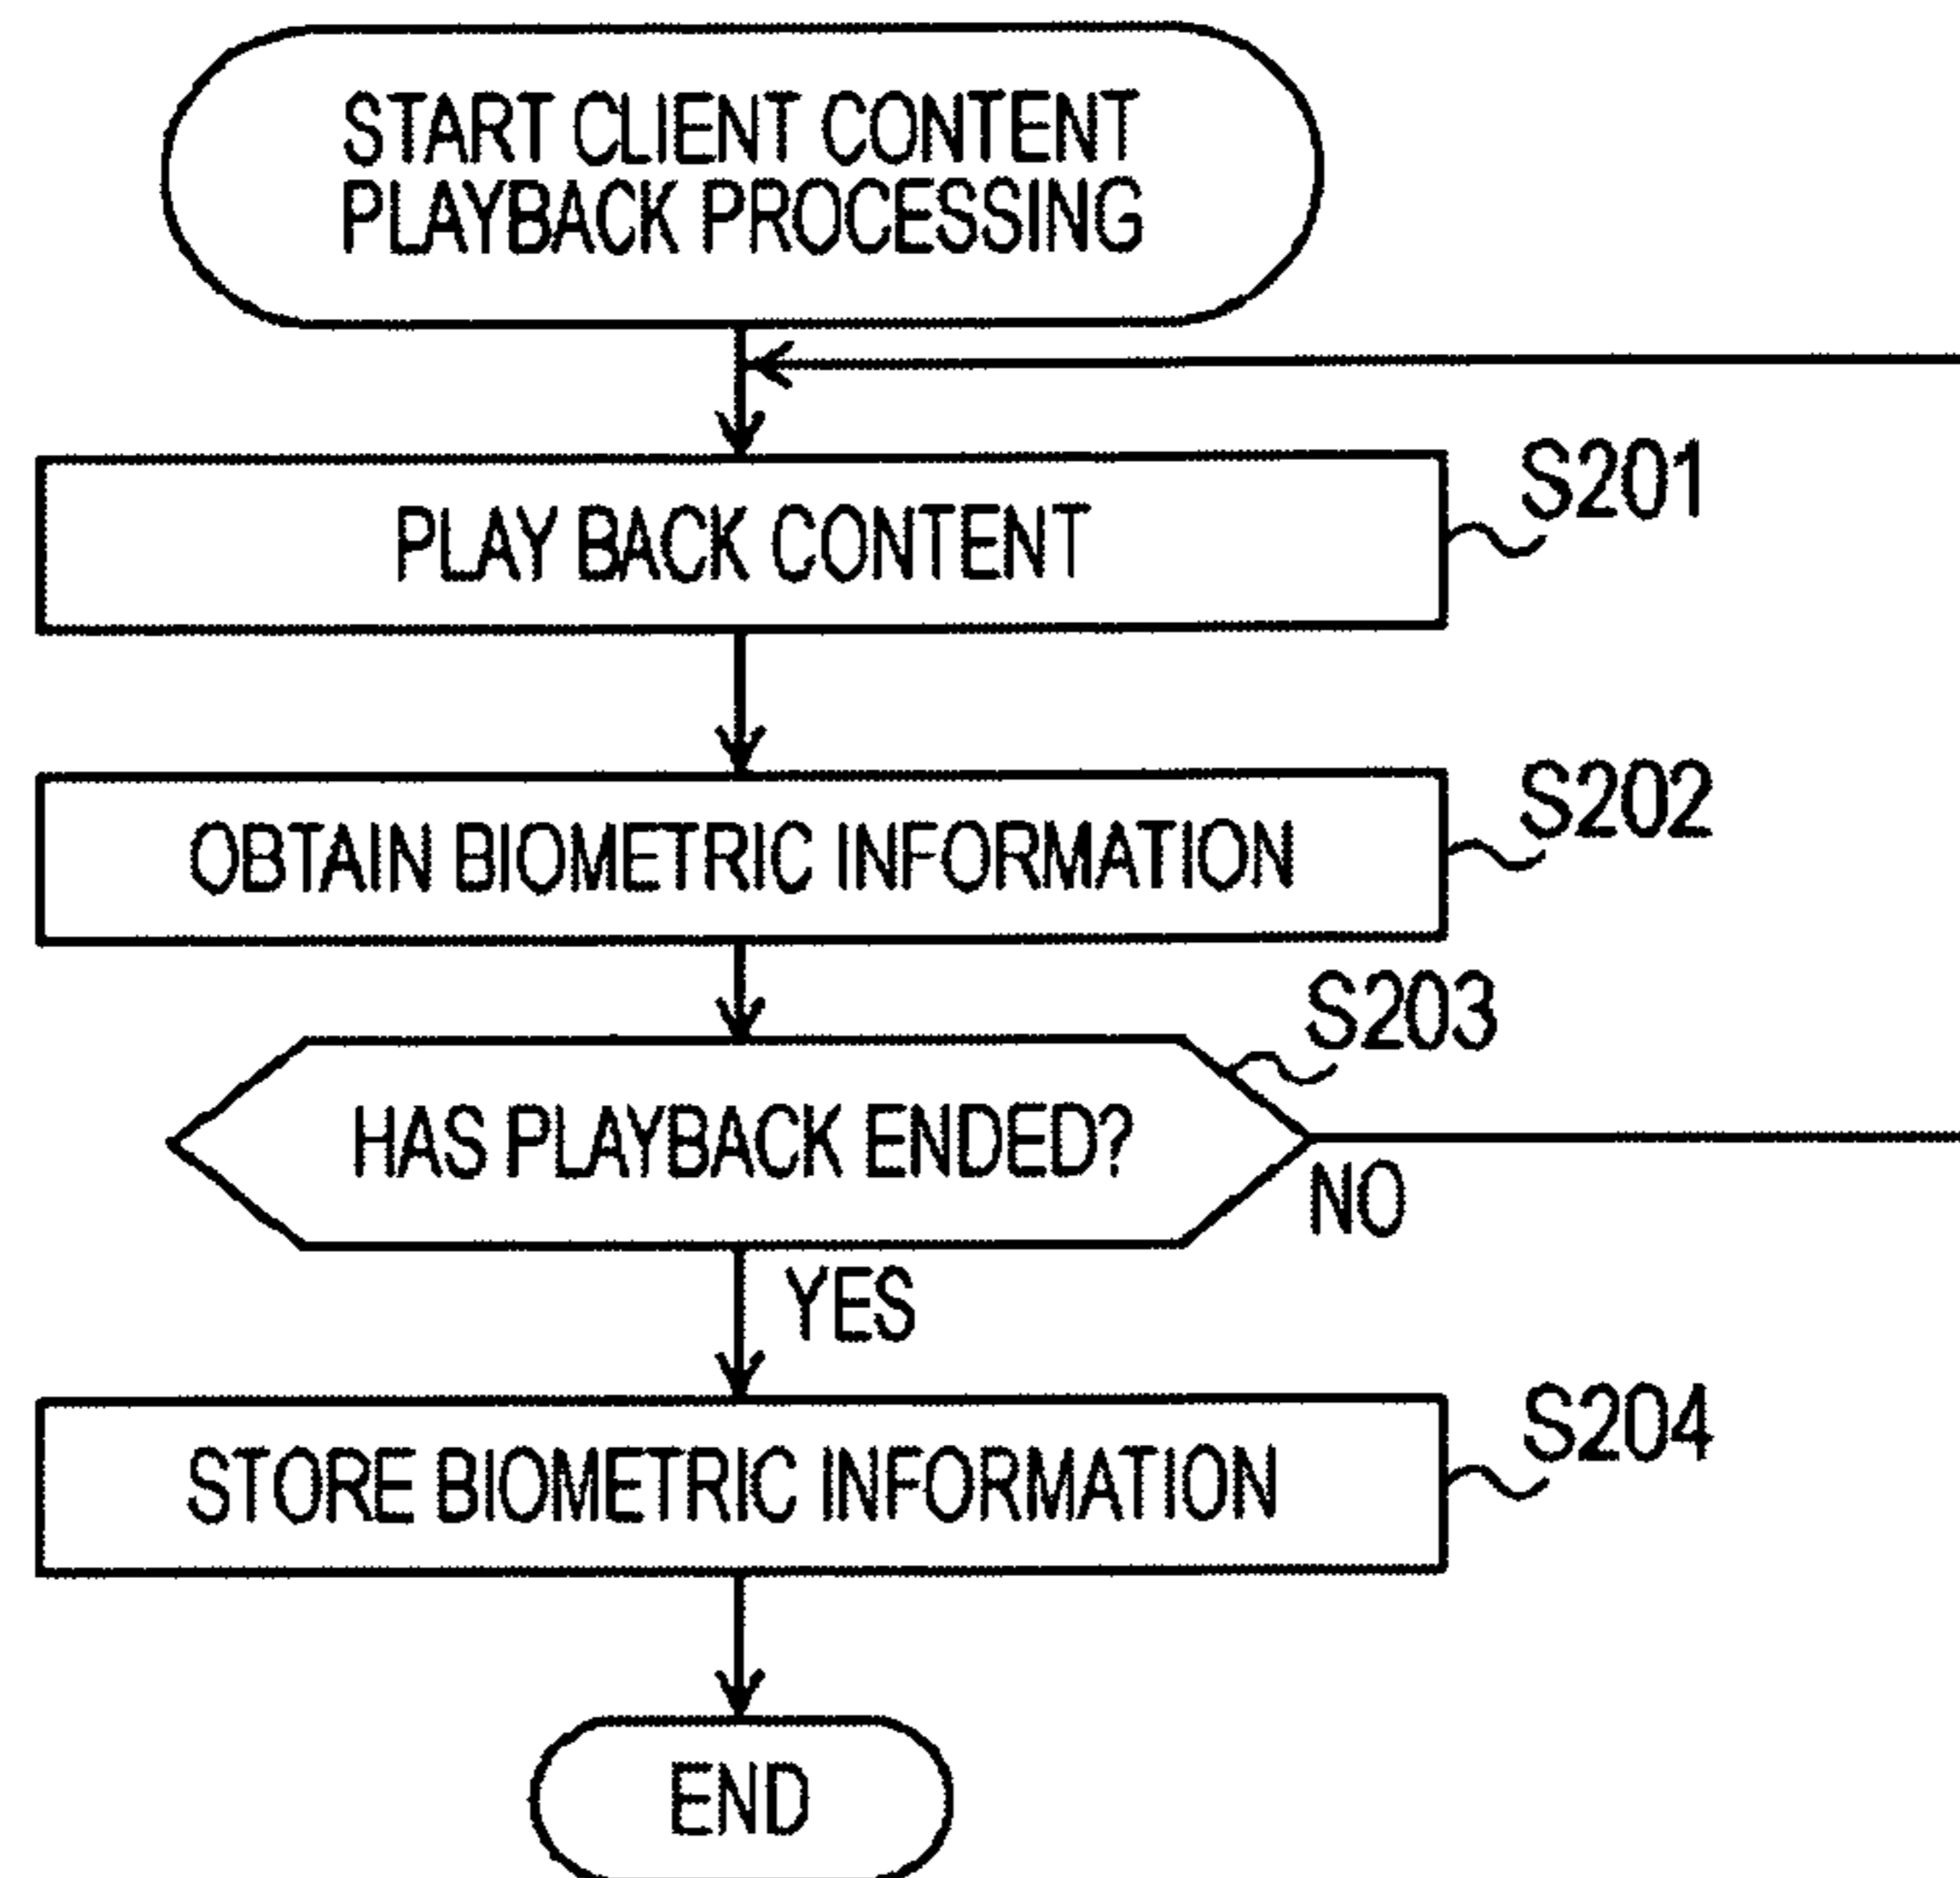 START CLIENT CONTENT
PLAYBACK PROCESSING
S201
PLAY BACK CONTENT
S202
OBTAIN BIOMETRIC INFORMATION
S203
HAS PLAYBACK ENDED?
NO
YES
S204
STORE BIOMETRIC INFORMATION
END